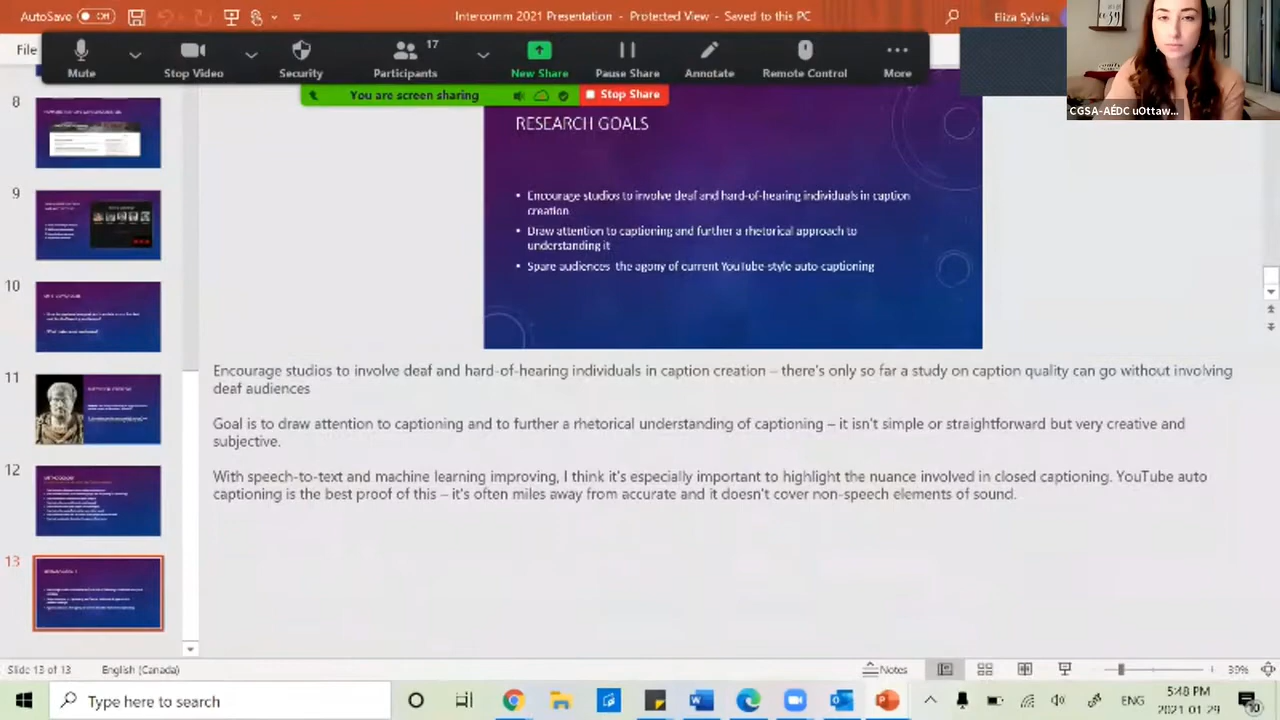 AutoSave Off
Intercomm 2021 Presentation - Protected View - Saved to this PC
Eliza Sylvia
File
Mute
Stop Video
Security
Participants 17
New Share
Pause Share
Annotate
Remote Control
More
You are screen sharing
Stop Share
CGSA-AÉDC uOttaw...
8
9
10
11
12
13
RESEARCH GOALS
• Encourage studios to involve deaf and hard-of-hearing individuals in caption
creation
• Draw attention to captioning and further a rhetorical approach to
understanding it
• Spare audiences the agony of current YouTube-style auto-captioning
Encourage studios to involve deaf and hard-of-hearing individuals in caption creation – there's only so far a study on caption quality can go without involving
deaf audiences
Goal is to draw attention to captioning and to further a rhetorical understanding of captioning – it isn't simple or straightforward but very creative and
subjective.
With speech-to-text and machine learning improving, I think it's especially important to highlight the nuance involved in closed captioning. YouTube auto
captioning is the best proof of this – it's often miles away from accurate and it doesn't cover non-speech elements of sound.
Slide 13 of 13
English (Canada)
Notes
39%
Type here to search
ENG
5:48 PM
2021-01-29
10